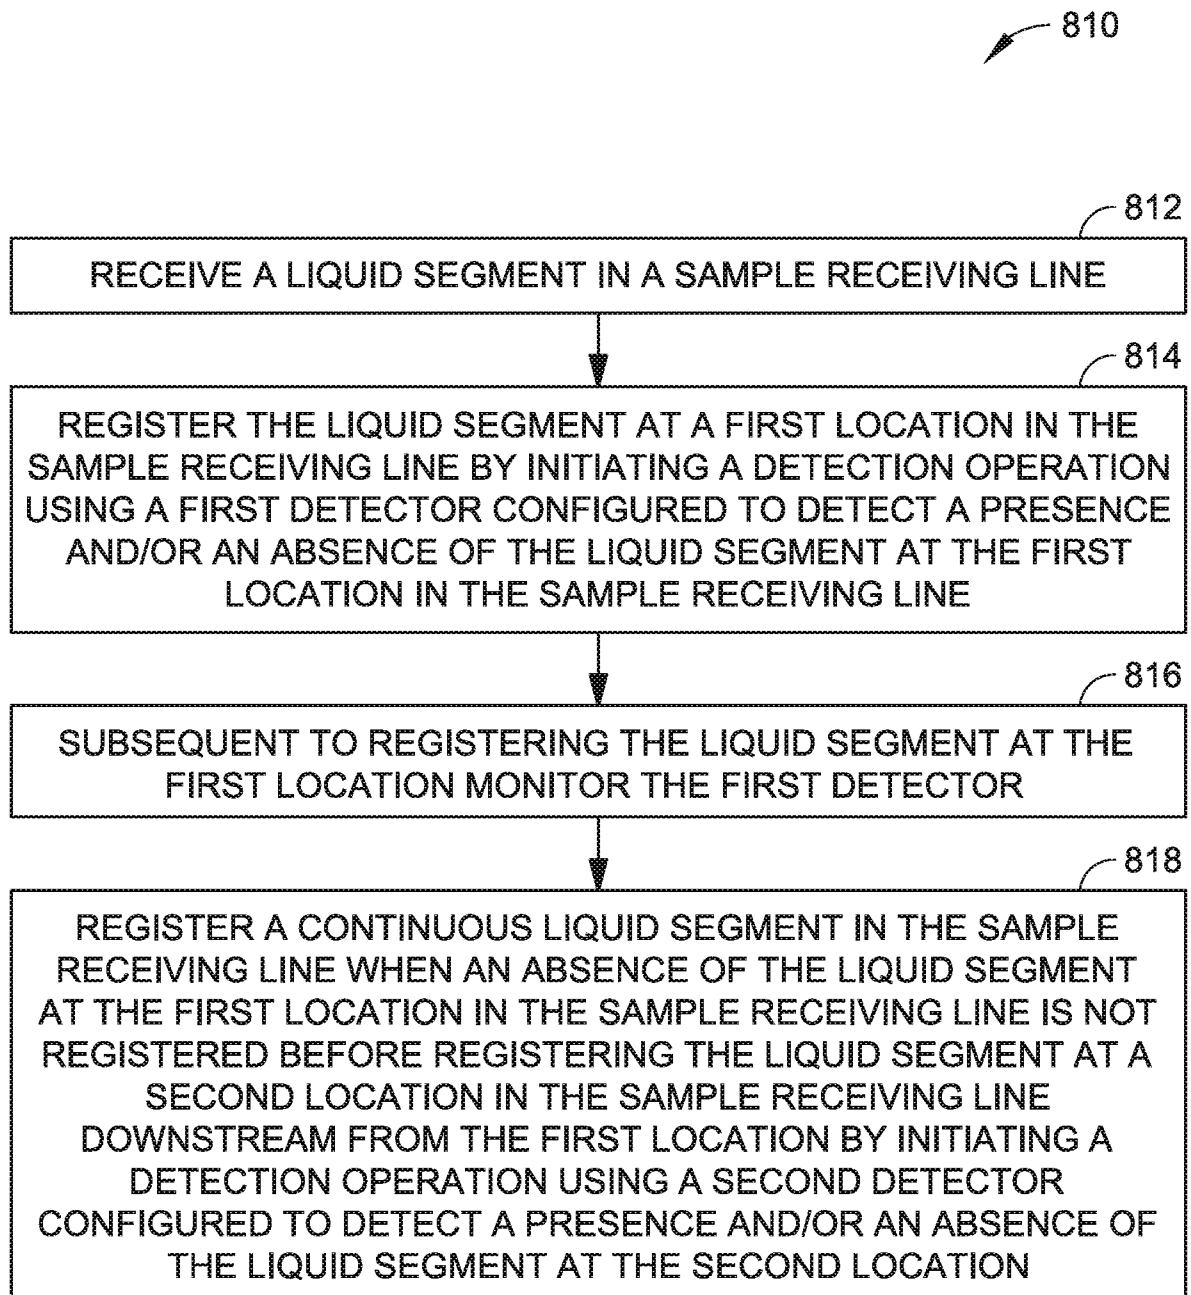 810
812
RECEIVE A LIQUID SEGMENT IN A SAMPLE RECEIVING LINE
814
REGISTER THE LIQUID SEGMENT AT A FIRST LOCATION IN THE
SAMPLE RECEIVING LINE BY INITIATING A DETECTION OPERATION
USING A FIRST DETECTOR CONFIGURED TO DETECT A PRESENCE
AND/OR AN ABSENCE OF THE LIQUID SEGMENT AT THE FIRST
LOCATION IN THE SAMPLE RECEIVING LINE
816
SUBSEQUENT TO REGISTERING THE LIQUID SEGMENT AT THE
FIRST LOCATION MONITOR THE FIRST DETECTOR
818
REGISTER A CONTINUOUS LIQUID SEGMENT IN THE SAMPLE
RECEIVING LINE WHEN AN ABSENCE OF THE LIQUID SEGMENT
AT THE FIRST LOCATION IN THE SAMPLE RECEIVING LINE IS NOT
REGISTERED BEFORE REGISTERING THE LIQUID SEGMENT AT A
SECOND LOCATION IN THE SAMPLE RECEIVING LINE
DOWNSTREAM FROM THE FIRST LOCATION BY INITIATING A
DETECTION OPERATION USING A SECOND DETECTOR
CONFIGURED TO DETECT A PRESENCE AND/OR AN ABSENCE OF
THE LIQUID SEGMENT AT THE SECOND LOCATION